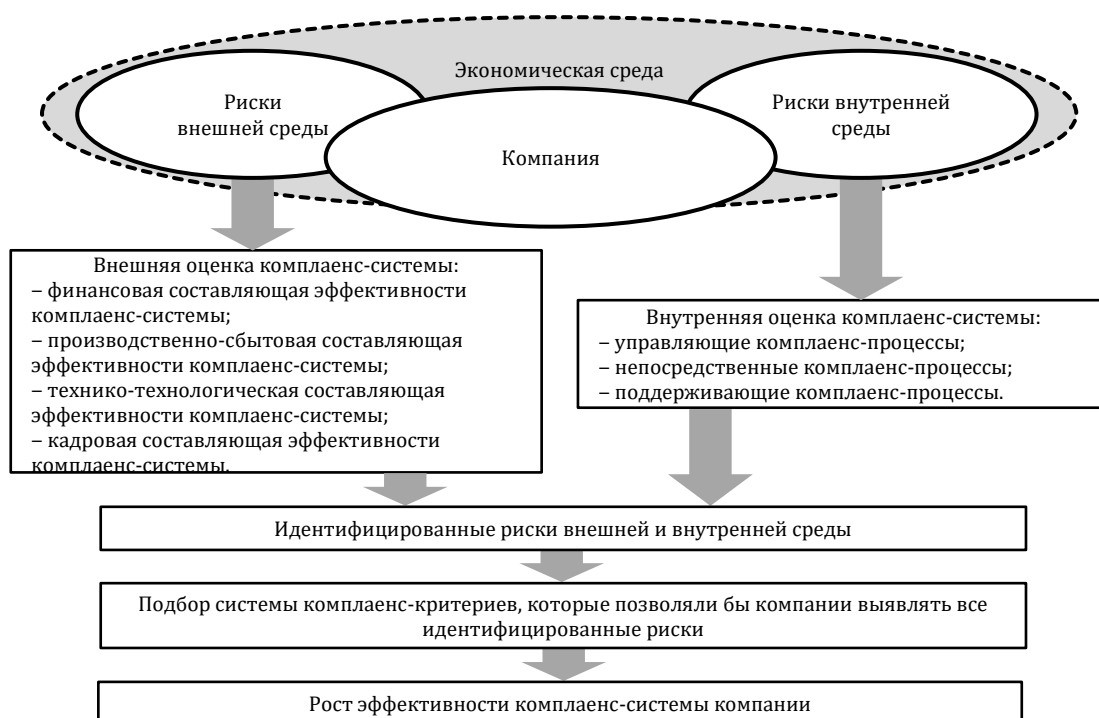 Экономическая среда
Риски
внешней среды
Риски внутренней
среды
Компания
Внешняя оценка комплаенс-системы:
– финансовая составляющая эффективности
комплаенс-системы;
– производственно-сбытовая составляющая
эффективности комплаенс-системы;
– технико-технологическая составляющая
эффективности комплаенс-системы;
– кадровая составляющая эффективности
комплаенс-системы.
Внутренняя оценка комплаенс-системы:
– управляющие комплаенс-процессы;
– непосредственные комплаенс-процессы;
– поддерживающие комплаенс-процессы.
Идентифицированные риски внешней и внутренней среды
Подбор системы комплаенс-критериев, которые позволяли бы компании выявлять все
идентифицированные риски
Рост эффективности комплаенс-системы компании